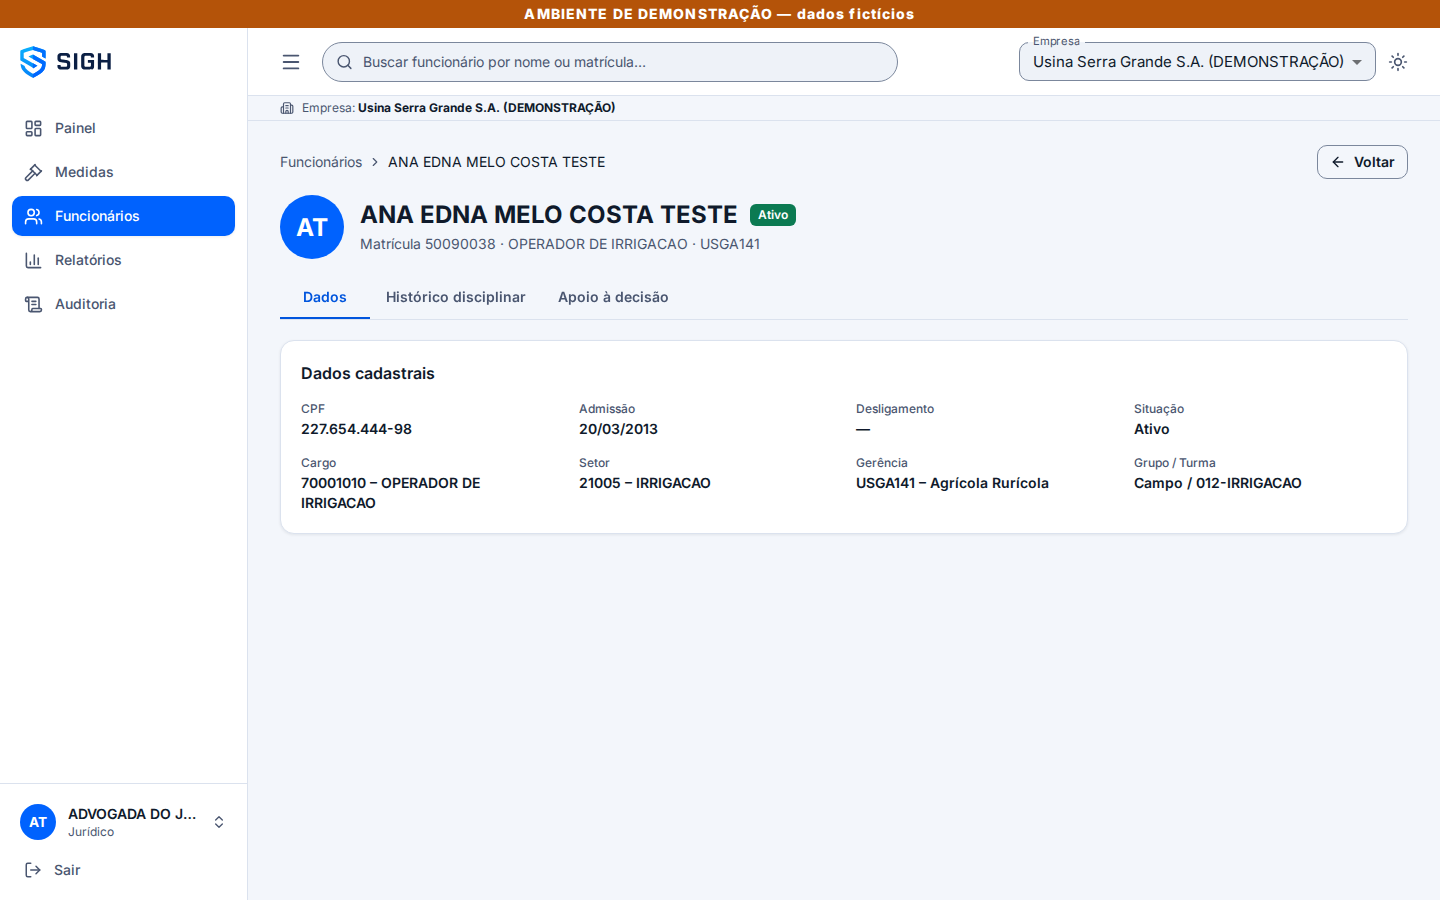 AMBIENTE DE DEMONSTRAÇÃO — dados fictícios
SIGH
Buscar funcionário por nome ou matrícula...
Empresa
Usina Serra Grande S.A. (DEMONSTRAÇÃO)
Empresa: Usina Serra Grande S.A. (DEMONSTRAÇÃO)
Painel
Medidas
Funcionários
Relatórios
Auditoria
Funcionários > ANA EDNA MELO COSTA TESTE
Voltar
AT
ANA EDNA MELO COSTA TESTE Ativo
Matrícula 50090038 · OPERADOR DE IRRIGACAO · USGA141
Dados Histórico disciplinar Apoio à decisão
Dados cadastrais
CPF Admissão Desligamento Situação
227.654.444-98 20/03/2013 — Ativo
Cargo Setor Gerência Grupo / Turma
70001010 – OPERADOR DE 21005 – IRRIGACAO USGA141 – Agrícola Rurícola Campo / 012-IRRIGACAO
IRRIGACAO
AT
ADVOGADA DO J...
Jurídico
Sair